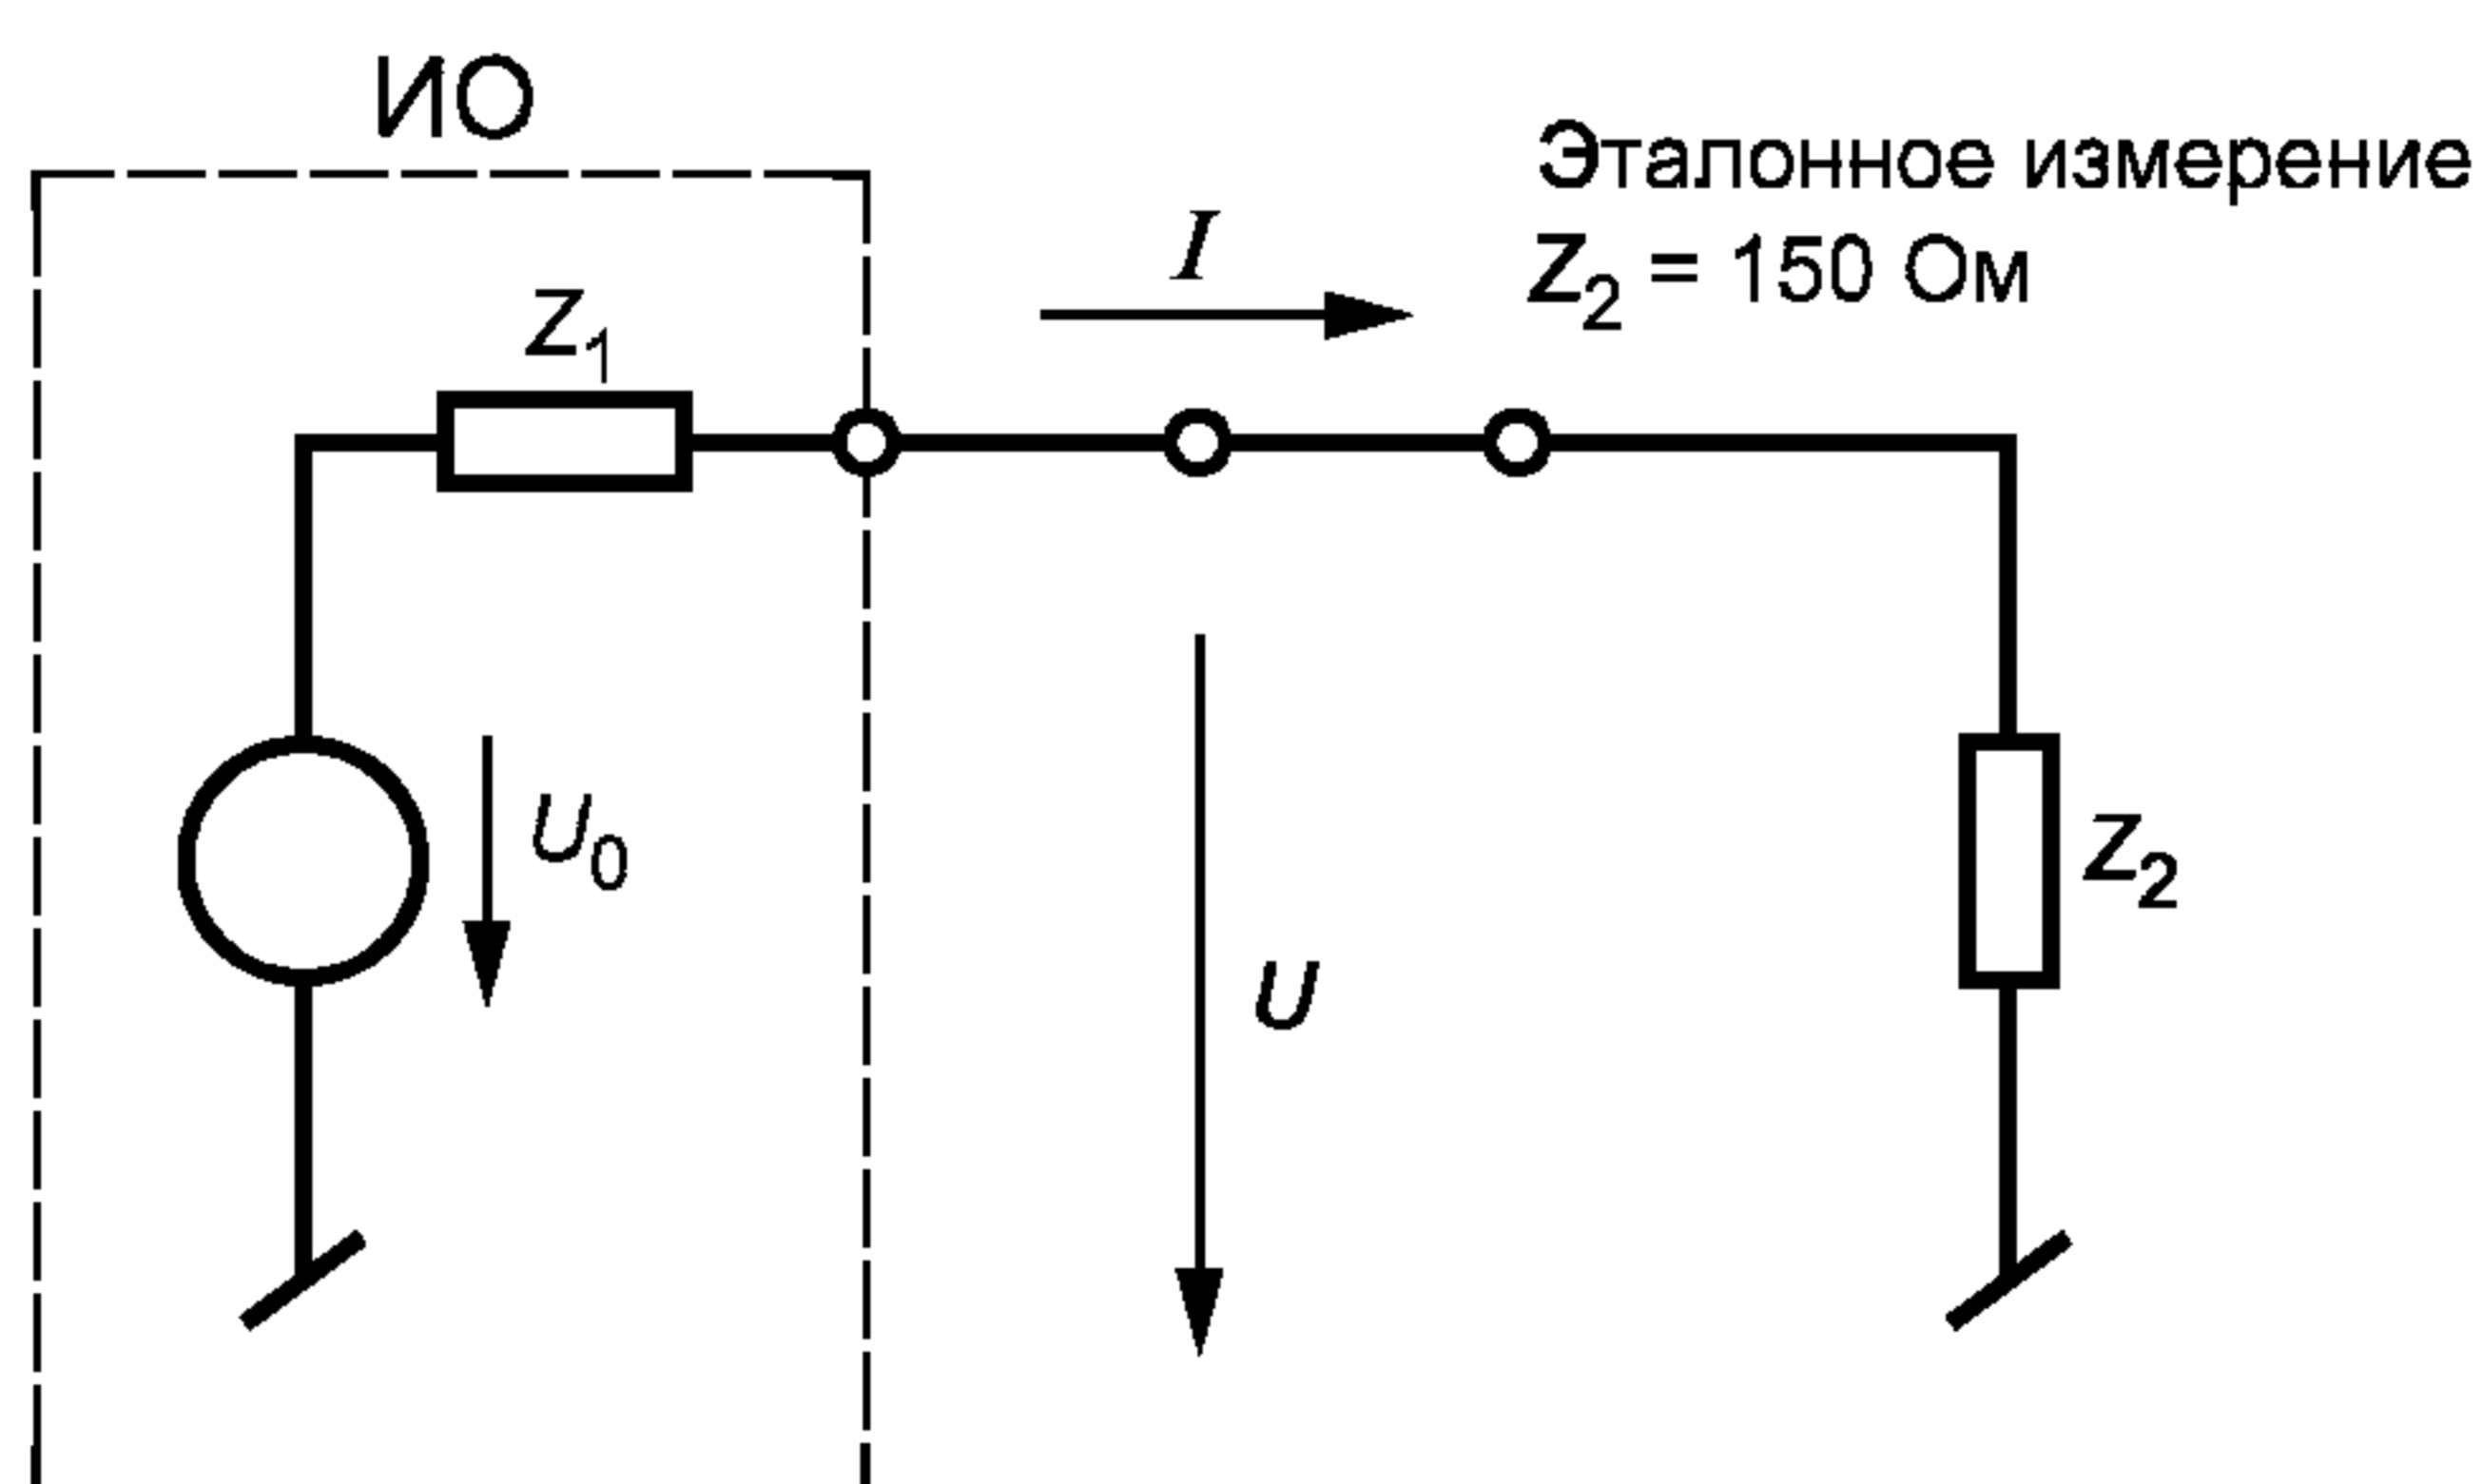 ИО
Эталонное измерение
Z₂ = 150 Ом
I
Z₁
U₀
Z₂
U